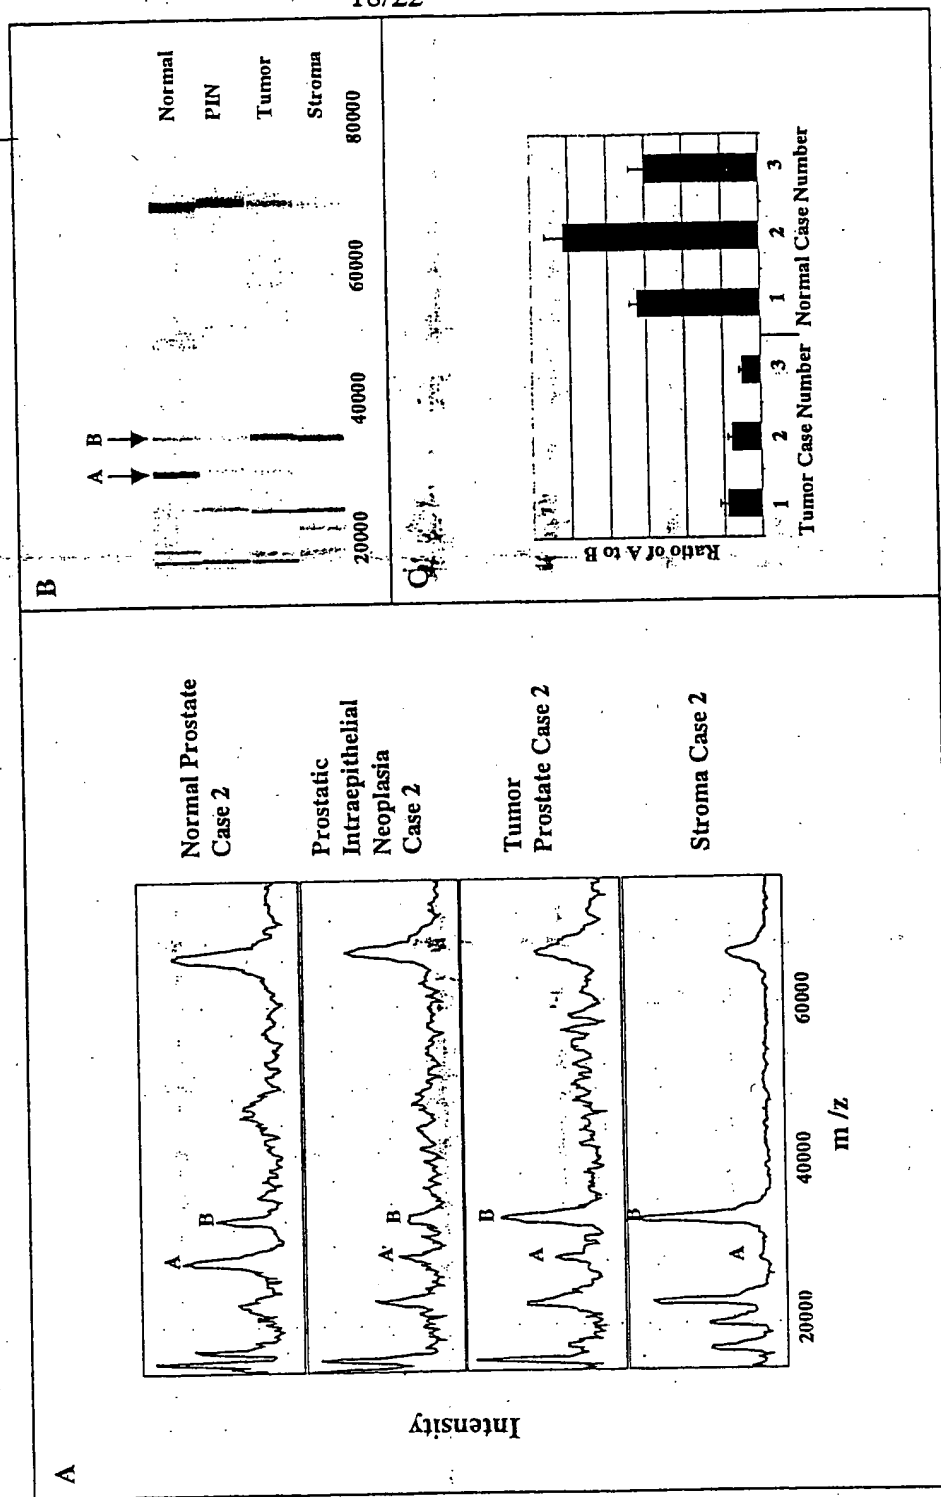 18/22
A
Intensity
Normal Prostate
Case 2
A
B
Prostatic
Intraepithelial
Neoplasia
Case 2
A'
B
Tumor
Prostate Case 2
A
B
Stroma Case 2
A
B
20000
40000
60000
m/z
B
A
B
Normal
PIN
Tumor
Stroma
20000
40000
60000
80000
C
Ratio of A to B
1
2
3
1
2
3
Tumor Case Number
Normal Case Number